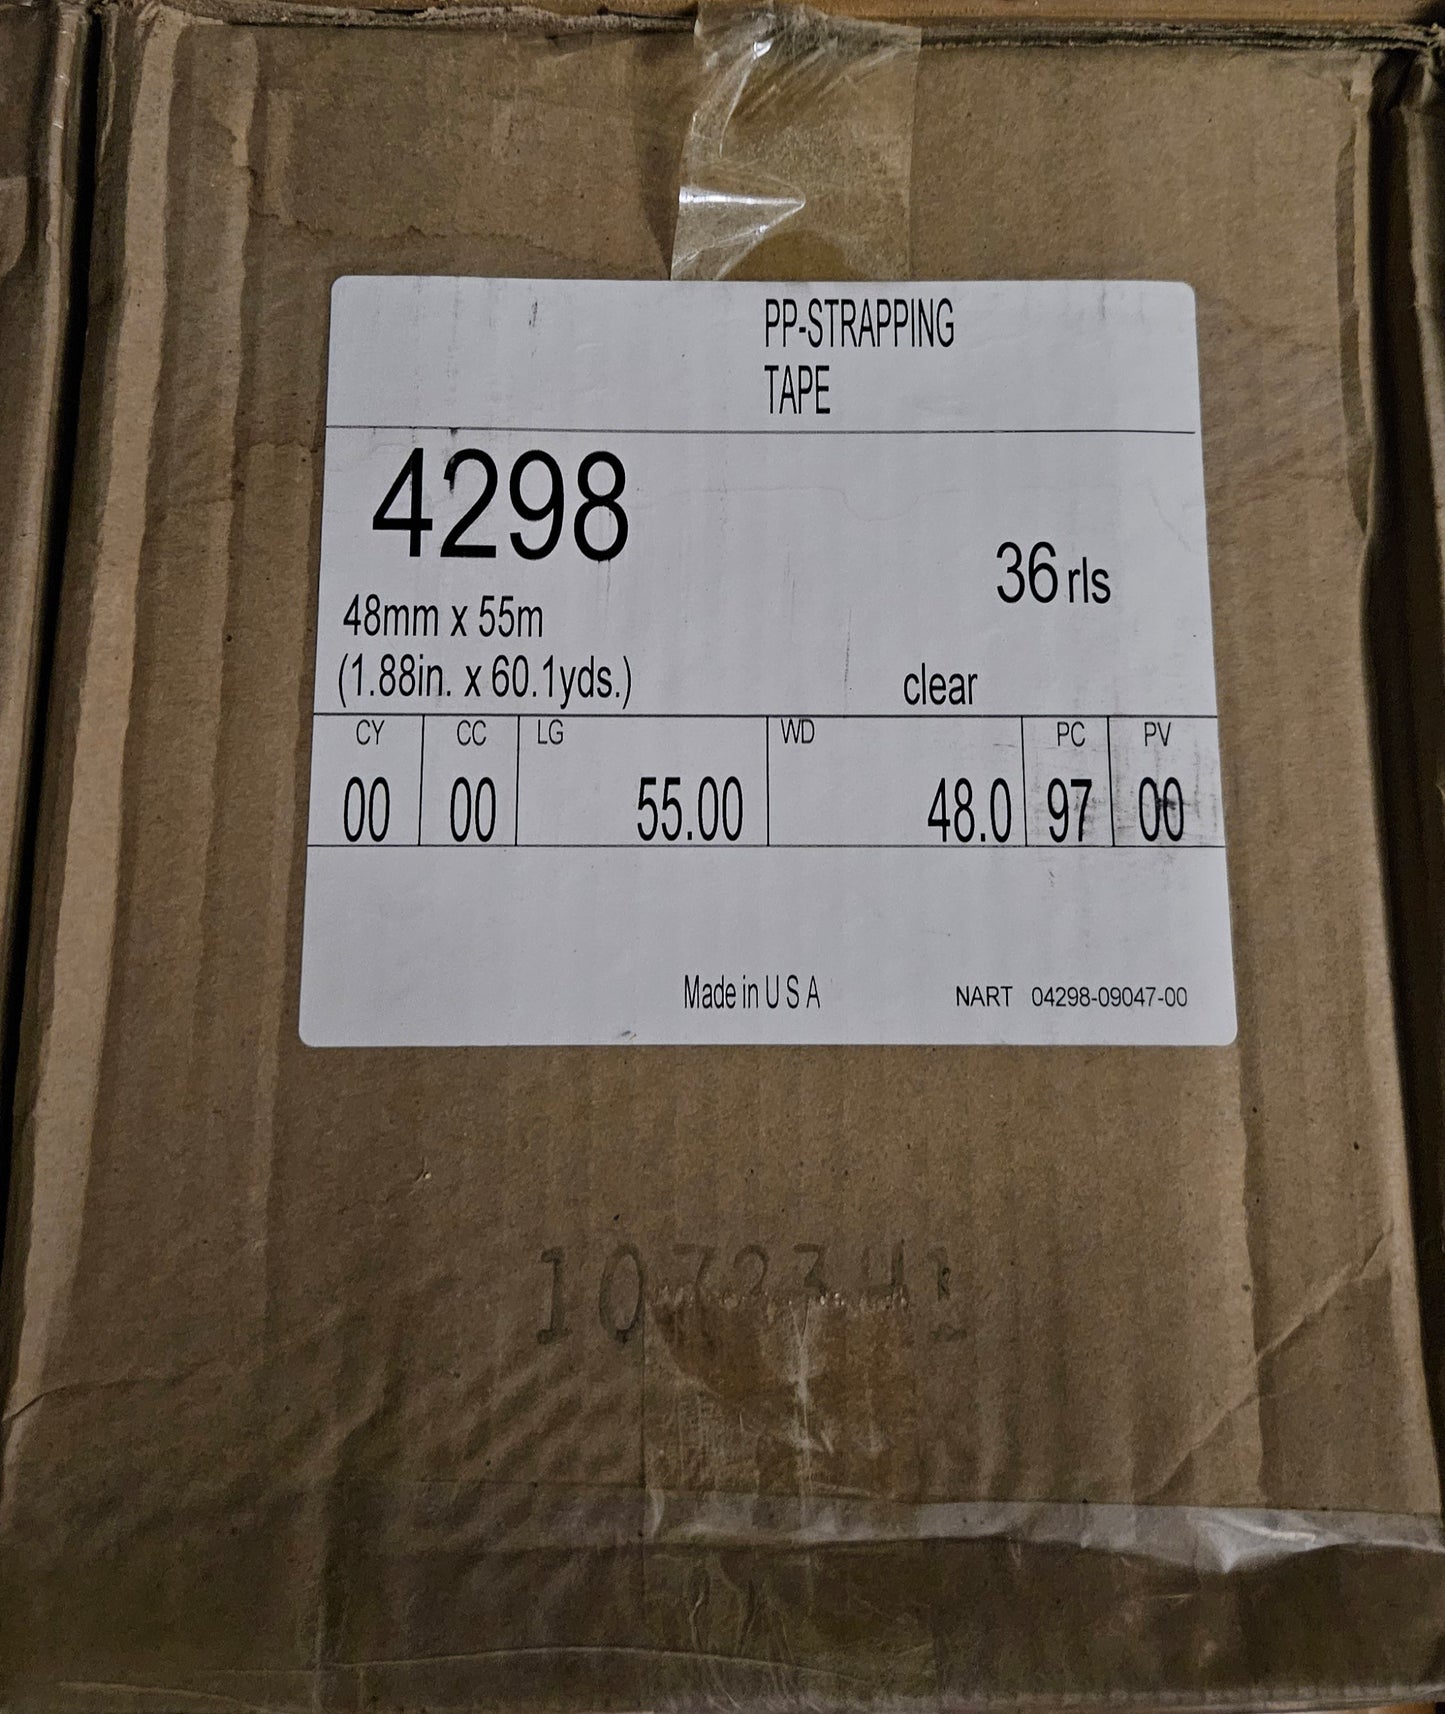 PP-STRAPPING
TAPE
4298
36 rls
48mm x 55m
(1.88in. x 60.1yds.)
clear
CY CC LG WD PC PV
00 00 55.00 48.0 97 00
Made in U S A NART 04298-09047-00